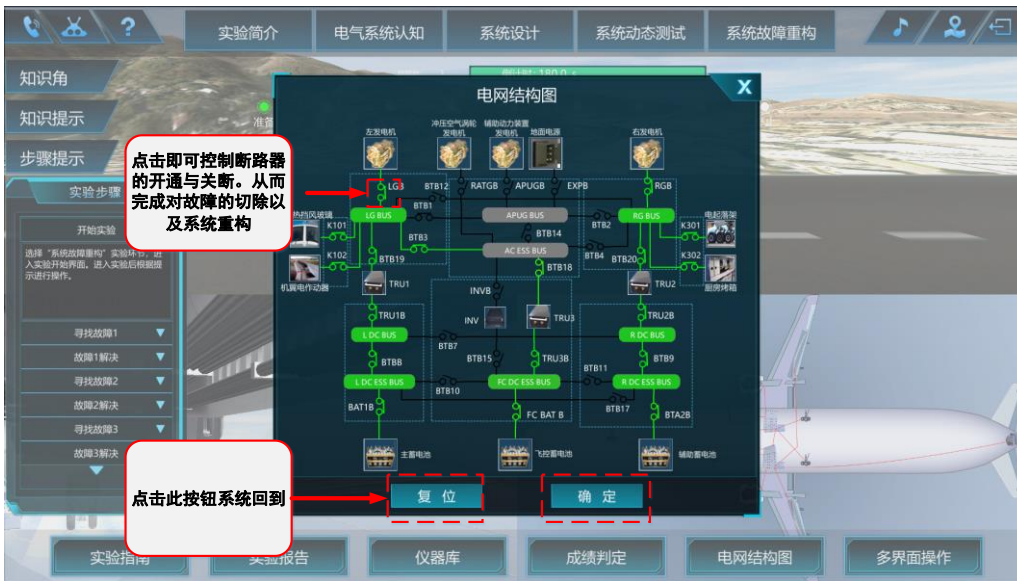 ?
实验简介
电气系统认知
系统设计
系统动态测试
系统故障重构
知识角
知识提示
步骤提示
倒计时: 180.0 s
准备
电网结构图
X
左发电机
冲压空气涡轮
发电机
辅助动力装置
发电机
地面电源
右发电机
点击即可控制断路器
的开通与关断。从而
完成对故障的切除以
及系统重构
LGB
BTB12
RATGB
APUGB
EXPB
RGB
BTB1
LG BUS
APUG BUS
BTB2
RG BUS
K101
BTB3
BTB14
K301
电起落架
AC ESS BUS
K102
BTB19
BTB18
BTB4
BTB20
K302
机翼电作动器
厨房烤箱
TRU1
INVB
TRU2
INV
TRU3
TRU1B
TRU2B
L DC BUS
R DC BUS
BTB7
BTB8
BTB15
TRU3B
BTB11
BTB9
L DC ESS BUS
FC DC ESS BUS
R DC ESS BUS
BTB10
BAT1B
FC BAT B
BTB17
BTA2B
主蓄电池
飞控蓄电池
辅助蓄电池
复 位
确 定
实验步骤
开始实验
选择“系统故障重构”实验环节，进
入实验开始界面。进入实验后根据提
示进行操作。
寻找故障1
故障1解决
寻找故障2
故障2解决
寻找故障3
故障3解决
点击此按钮系统回到
实验指南
实验报告
仪器库
成绩判定
电网结构图
多界面操作